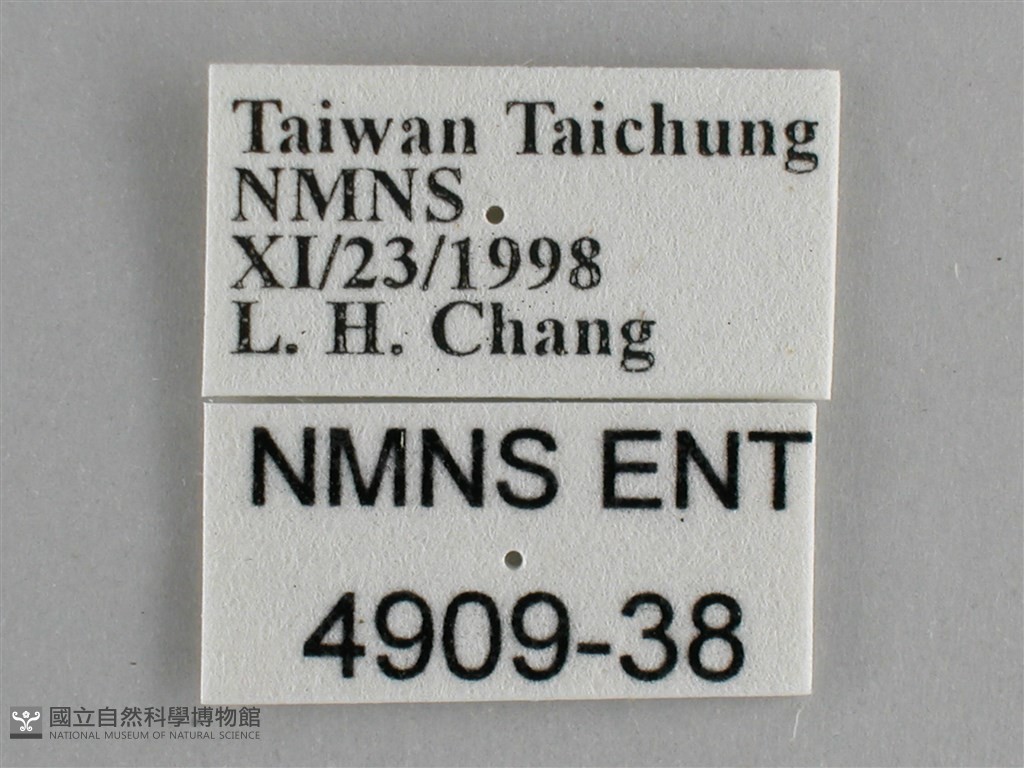 Taiwan Taichung
NMNS
XI/23/1998
L. H. Chang
NMNS ENT
4909-38
國立自然科學博物館
NATIONAL MUSEUM OF NATURAL SCIENCE